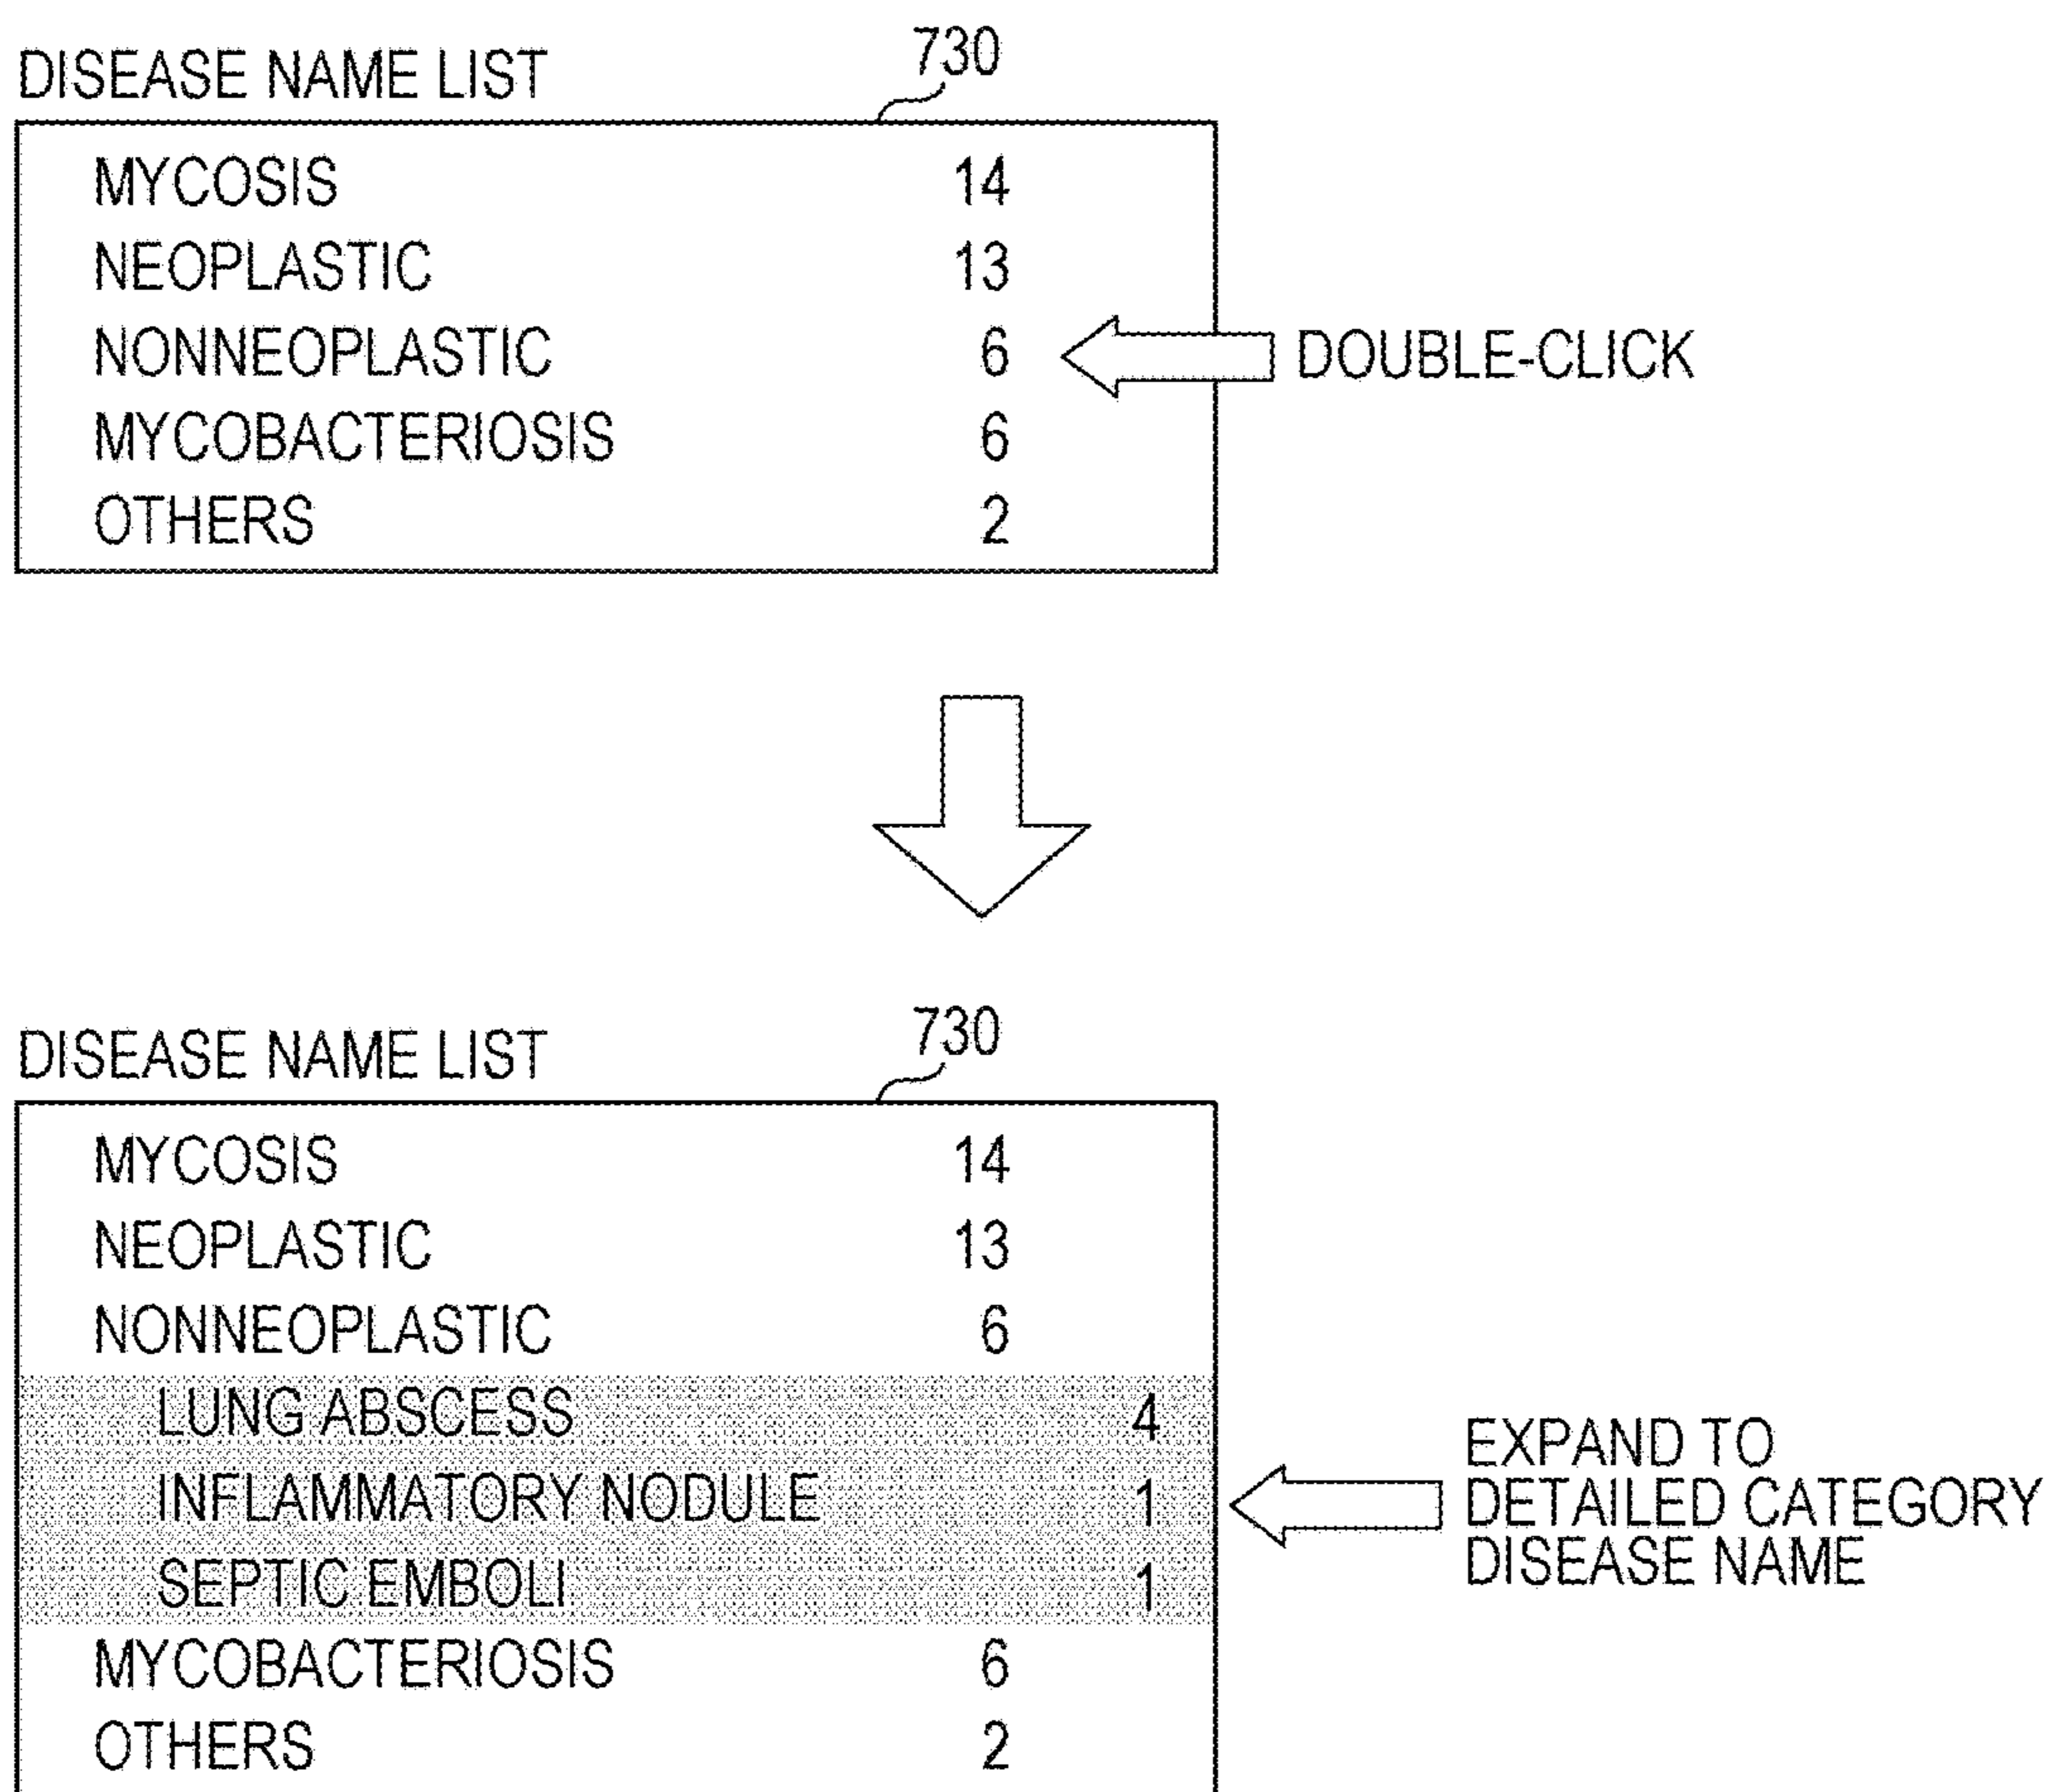 DISEASE NAME LIST 730
MYCOSIS 14
NEOPLASTIC 13
NONNEOPLASTIC 6 DOUBLE-CLICK
MYCOBACTERIOSIS 6
OTHERS 2
DISEASE NAME LIST 730
MYCOSIS 14
NEOPLASTIC 13
NONNEOPLASTIC 6
LUNG ABSCESS 4
INFLAMMATORY NODULE 1
SEPTIC EMBOLI 1
EXPAND TO
DETAILED CATEGORY
DISEASE NAME
MYCOBACTERIOSIS 6
OTHERS 2